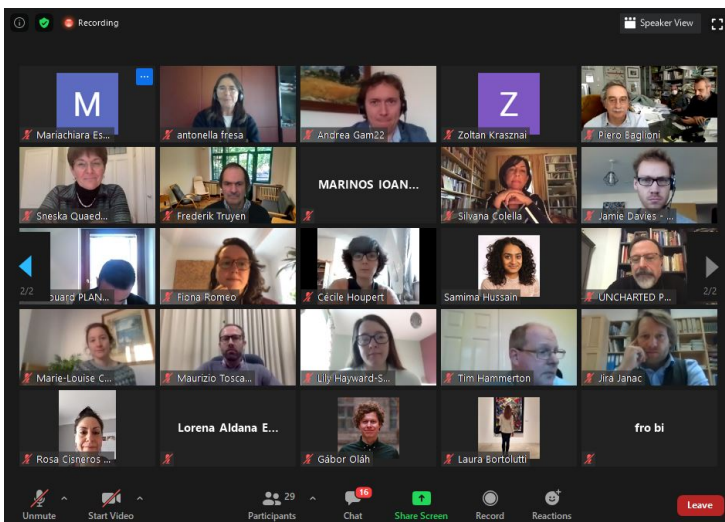 Recording
Speaker View
M
Mariachiara Es...
antonella fresa
Andrea Gam22
Z
Zoltan Krasznai
Piero Baglioni
Sneska Quaed...
Frederik Truyen
MARINOS IOAN...
Silvana Colella
Jamie Davies - ...
2/2
ouard PLAN...
Fiona Romeo
Cécile Houpert
Samima Hussain
UNCHARTED P...
2/2
Marie-Louise C...
Maurizio Tosca...
Lily Hayward-S...
Tim Hammerton
Jira Janac
Rosa Cisneros ...
Lorena Aldana E...
Gábor Oláh
Laura Bortolutti
fro bi
Unmute
Start Video
29
Participants
16
Chat
Share Screen
Record
Reactions
Leave